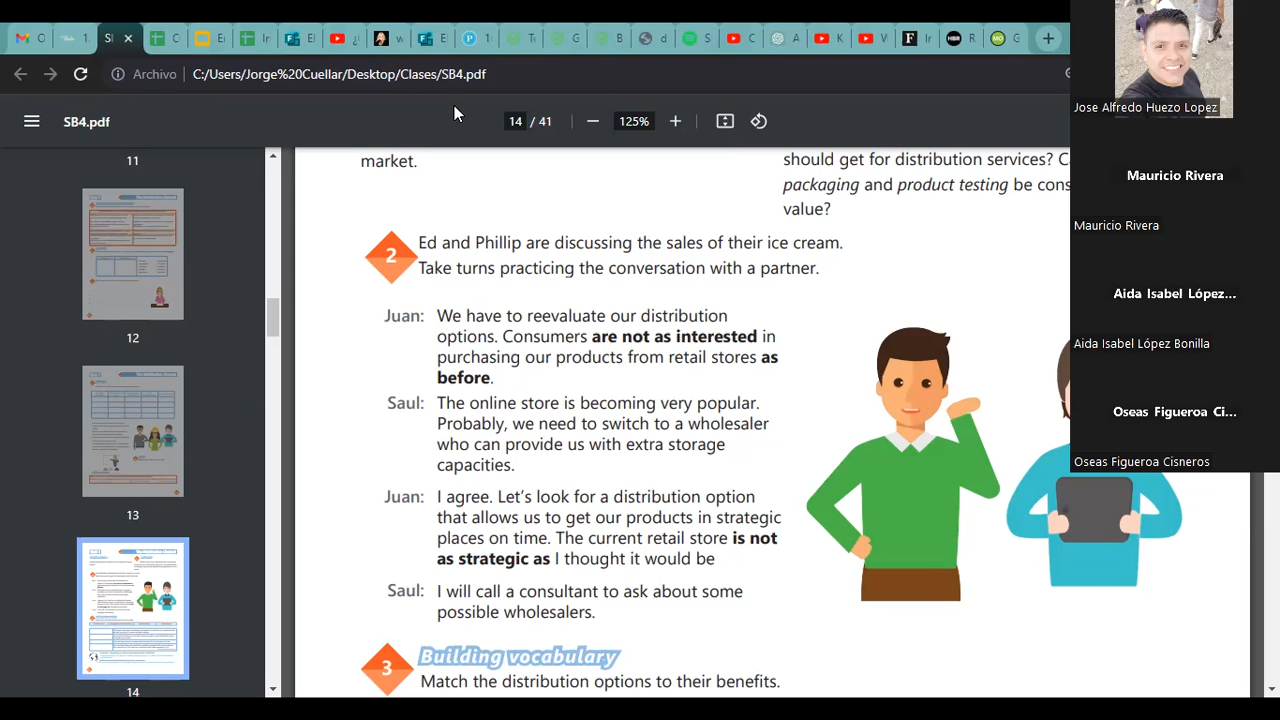 Archivo
C:/Users/Jorge%20Cuellar/Desktop/Clases/SB4.pdf
SB4.pdf
14 / 41
125%
11
12
13
14
market.
should get for distribution services? C
packaging and product testing be cons
value?
2
Ed and Phillip are discussing the sales of their ice cream.
Take turns practicing the conversation with a partner.
Juan: We have to reevaluate our distribution
options. Consumers are not as interested in
purchasing our products from retail stores as
before.
Saul: The online store is becoming very popular.
Probably, we need to switch to a wholesaler
who can provide us with extra storage
capacities.
Juan: I agree. Let's look for a distribution option
that allows us to get our products in strategic
places on time. The current retail store is not
as strategic as I thought it would be
Saul: I will call a consultant to ask about some
possible wholesalers.
3
Building vocabulary
Match the distribution options to their benefits.
Jose Alfredo Huezo Lopez
Mauricio Rivera
Mauricio Rivera
Aida Isabel López...
Aida Isabel López Bonilla
Oseas Figueroa Ci...
Oseas Figueroa Cisneros